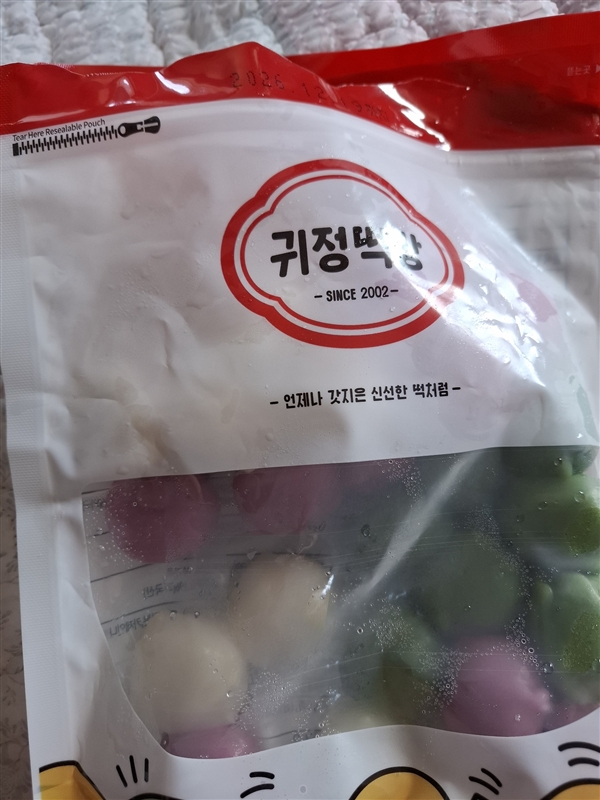 2026
Tear Here Resealable Pouch
귀정떡방
- SINCE 2002 -
- 언제나 갓지은 신선한 떡처럼 -